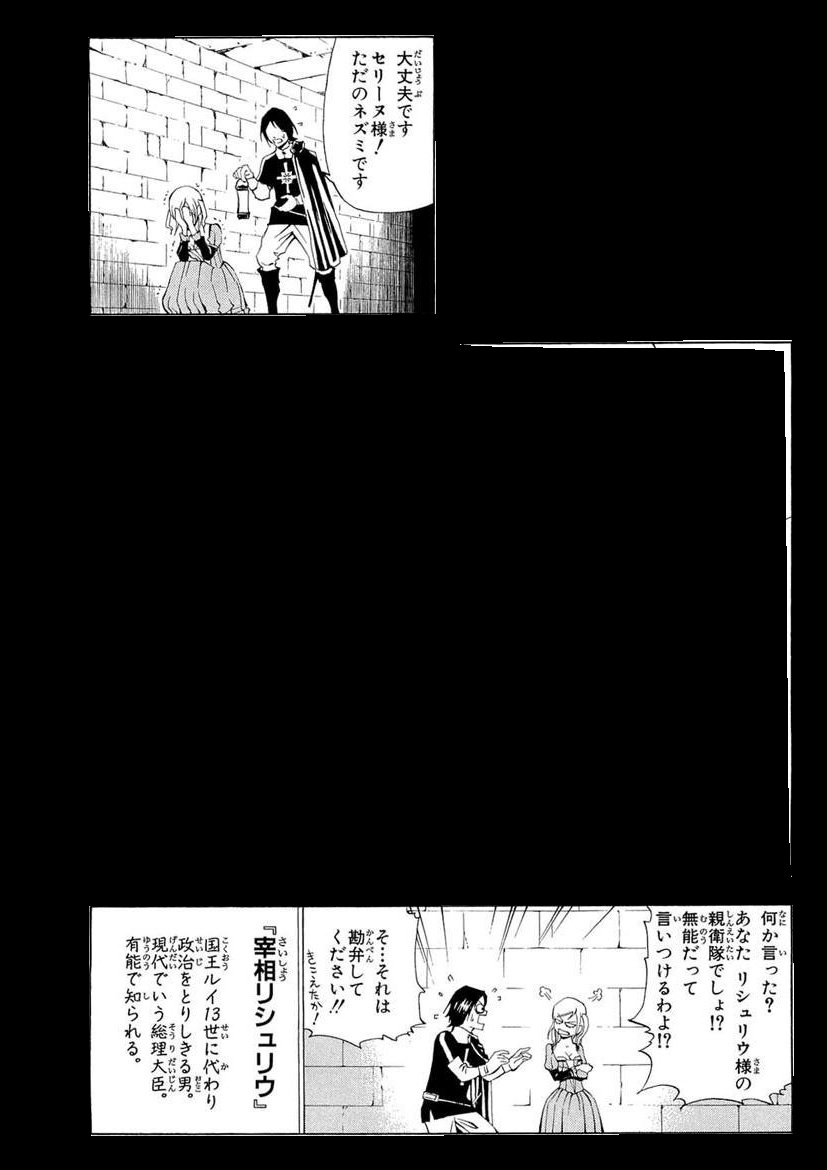 大丈夫です
セリーヌ様！
ただのネズミです
何か言った？
あなた リシュリウ様の
親衛隊でしょ！？
無能だって
言いつけるわよ！？
そ…それは
勘弁して
ください！！
きこえたか！
『宰相リシュリウ』
国王ルイ13世に代わり
政治をとりしきる男。
現代でいう総理大臣。
有能で知られる。